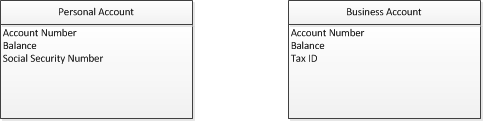 Personal Account
Account Number
Balance
Social Security Number
Business Account
Account Number
Balance
Tax ID